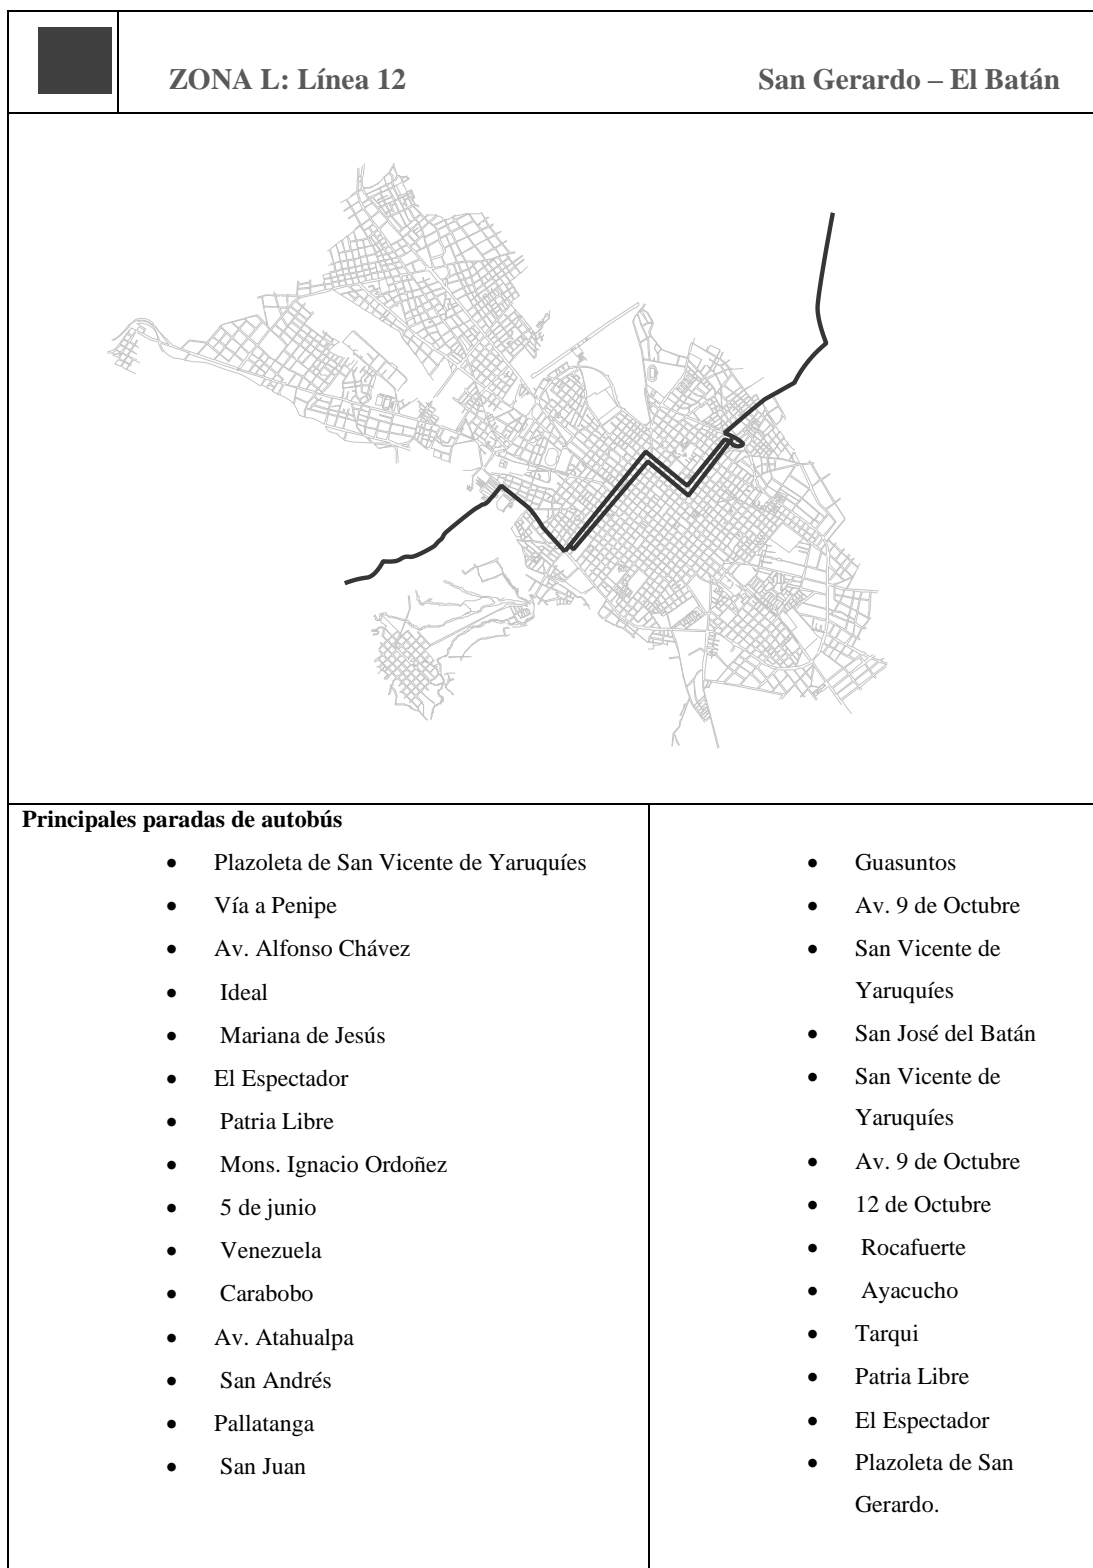 ZONA L: Línea 12 San Gerardo – El Batán
Principales paradas de autobús
• Plazoleta de San Vicente de Yaruquíes
• Vía a Penipe
• Av. Alfonso Chávez
• Ideal
• Mariana de Jesús
• El Espectador
• Patria Libre
• Mons. Ignacio Ordoñez
• 5 de junio
• Venezuela
• Carabobo
• Av. Atahualpa
• San Andrés
• Pallatanga
• San Juan
• Guasuntos
• Av. 9 de Octubre
• San Vicente de
Yaruquíes
• San José del Batán
• San Vicente de
Yaruquíes
• Av. 9 de Octubre
• 12 de Octubre
• Rocafuerte
• Ayacucho
• Tarqui
• Patria Libre
• El Espectador
• Plazoleta de San
Gerardo.